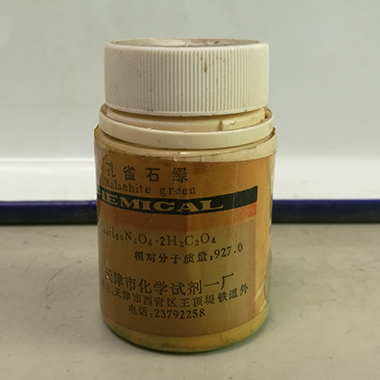 孔雀石绿
Malachite green
HEMICAL
N₄O₄·2H₂C₂O₄
相对分子质量,927.0
天津市化学试剂一厂
天津市西青区王顶堤铁道外
电话,23792258